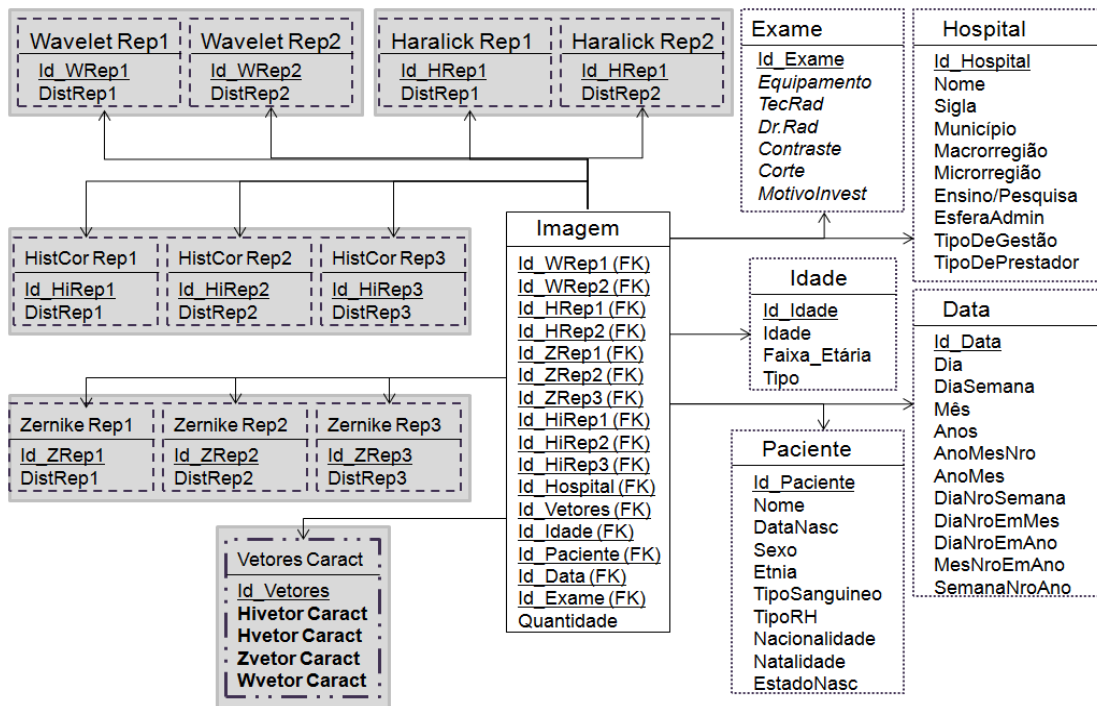 Wavelet Rep1
Id_WRep1
DistRep1
Wavelet Rep2
Id_WRep2
DistRep2
Haralick Rep1
Id_HRep1
DistRep1
Haralick Rep2
Id_HRep1
DistRep2
Exame
Id_Exame
Equipamento
TecRad
Dr.Rad
Contraste
Corte
MotivoInvest
Hospital
Id_Hospital
Nome
Sigla
Município
Macrorregião
Microrregião
Ensino/Pesquisa
EsferaAdmin
TipoDeGestão
TipoDePrestador
HistCor Rep1
Id_HiRep1
DistRep1
HistCor Rep2
Id_HiRep2
DistRep2
HistCor Rep3
Id_HiRep3
DistRep3
Imagem
Id_WRep1 (FK)
Id_WRep2 (FK)
Id_HRep1 (FK)
Id_HRep2 (FK)
Id_ZRep1 (FK)
Id_ZRep2 (FK)
Id_ZRep3 (FK)
Id_HiRep1 (FK)
Id_HiRep2 (FK)
Id_HiRep3 (FK)
Id_Hospital (FK)
Id_Vetores (FK)
Id_Idade (FK)
Id_Paciente (FK)
Id_Data (FK)
Id_Exame (FK)
Quantidade
Idade
Id_Idade
Idade
Faixa_Etária
Tipo
Data
Id_Data
Dia
DiaSemana
Mês
Anos
AnoMesNro
AnoMes
DiaNroSemana
DiaNroEmMes
DiaNroEmAno
MesNroEmAno
SemanaNroAno
Zernike Rep1
Id_ZRep1
DistRep1
Zernike Rep2
Id_ZRep2
DistRep2
Zernike Rep3
Id_ZRep3
DistRep3
Paciente
Id_Paciente
Nome
DataNasc
Sexo
Etnia
TipoSanguineo
TipoRH
Nacionalidade
Natalidade
EstadoNasc
Vetores Caract
Id_Vetores
Hivetor Caract
Hvetor Caract
Zvetor Caract
Wvetor Caract